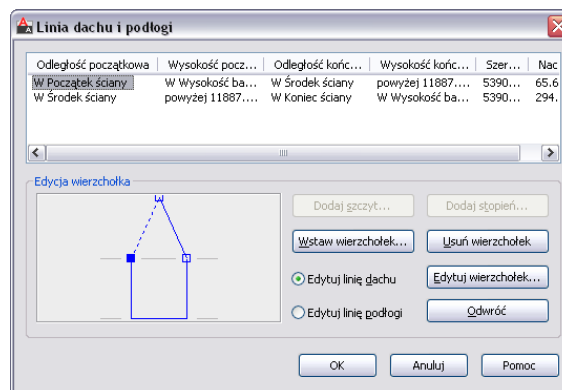 Linia dachu i podłogi
Odległość początkowa Wysokość pocz... Odległość końc... Wysokość końc... Szer... Nac
W Początek ściany W Wysokość ba... W Środek ściany powyżej 11887.... 5390... 65.6
W Środek ściany powyżej 11887.... W Koniec ściany W Wysokość ba... 5390... 294.
Edycja wierzchołka
Dodaj szczyt... Dodaj stopień...
Wstaw wierzchołek... Usuń wierzchołek
Edytuj linię dachu Edytuj wierzchołek...
Edytuj linię podłogi Odwróć
OK Anuluj Pomoc